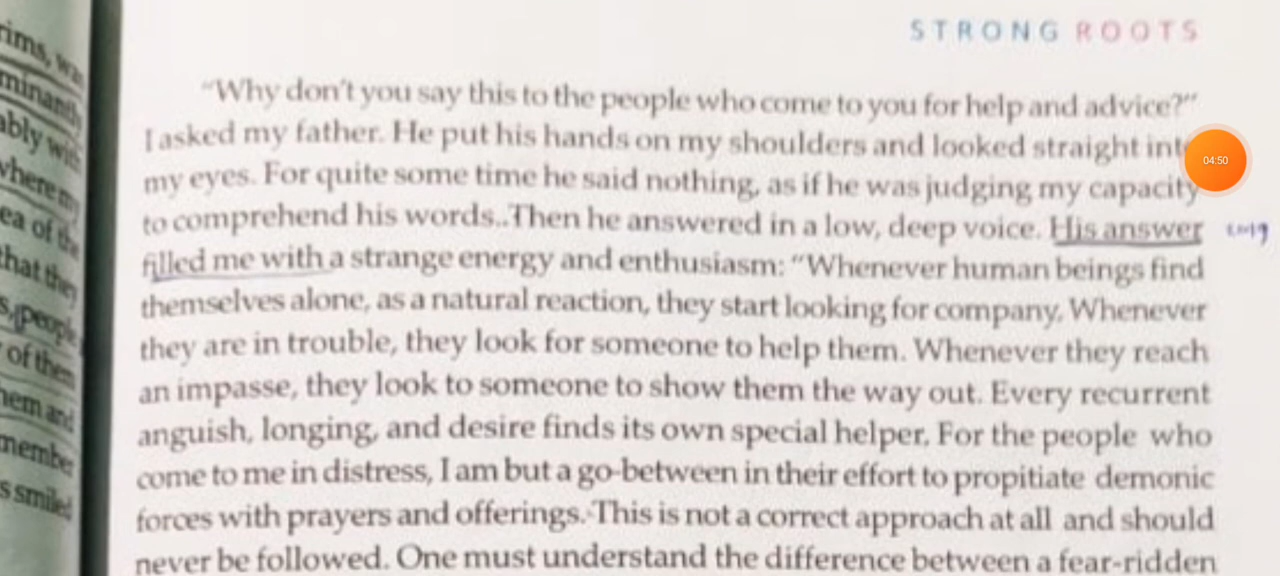 STRONG ROOTS
"Why don't you say this to the people who come to you for help and advice?"
I asked my father. He put his hands on my shoulders and looked straight
04:50
my eyes. For quite some time he said nothing, as if he was judging my capacity
to comprehend his words..Then he answered in a low, deep voice. His answer
filled me with a strange energy and enthusiasm: "Whenever human beings find
themselves alone, as a natural reaction, they start looking for company. Whenever
they are in trouble, they look for someone to help them. Whenever they reach
an impasse, they look to someone to show them the way out. Every recurrent
anguish, longing, and desire finds its own special helper. For the people who
come to me in distress, I am but a go-between in their effort to propitiate demonic
forces with prayers and offerings. This is not a correct approach at all and should
never be followed. One must understand the difference between a fear-ridden